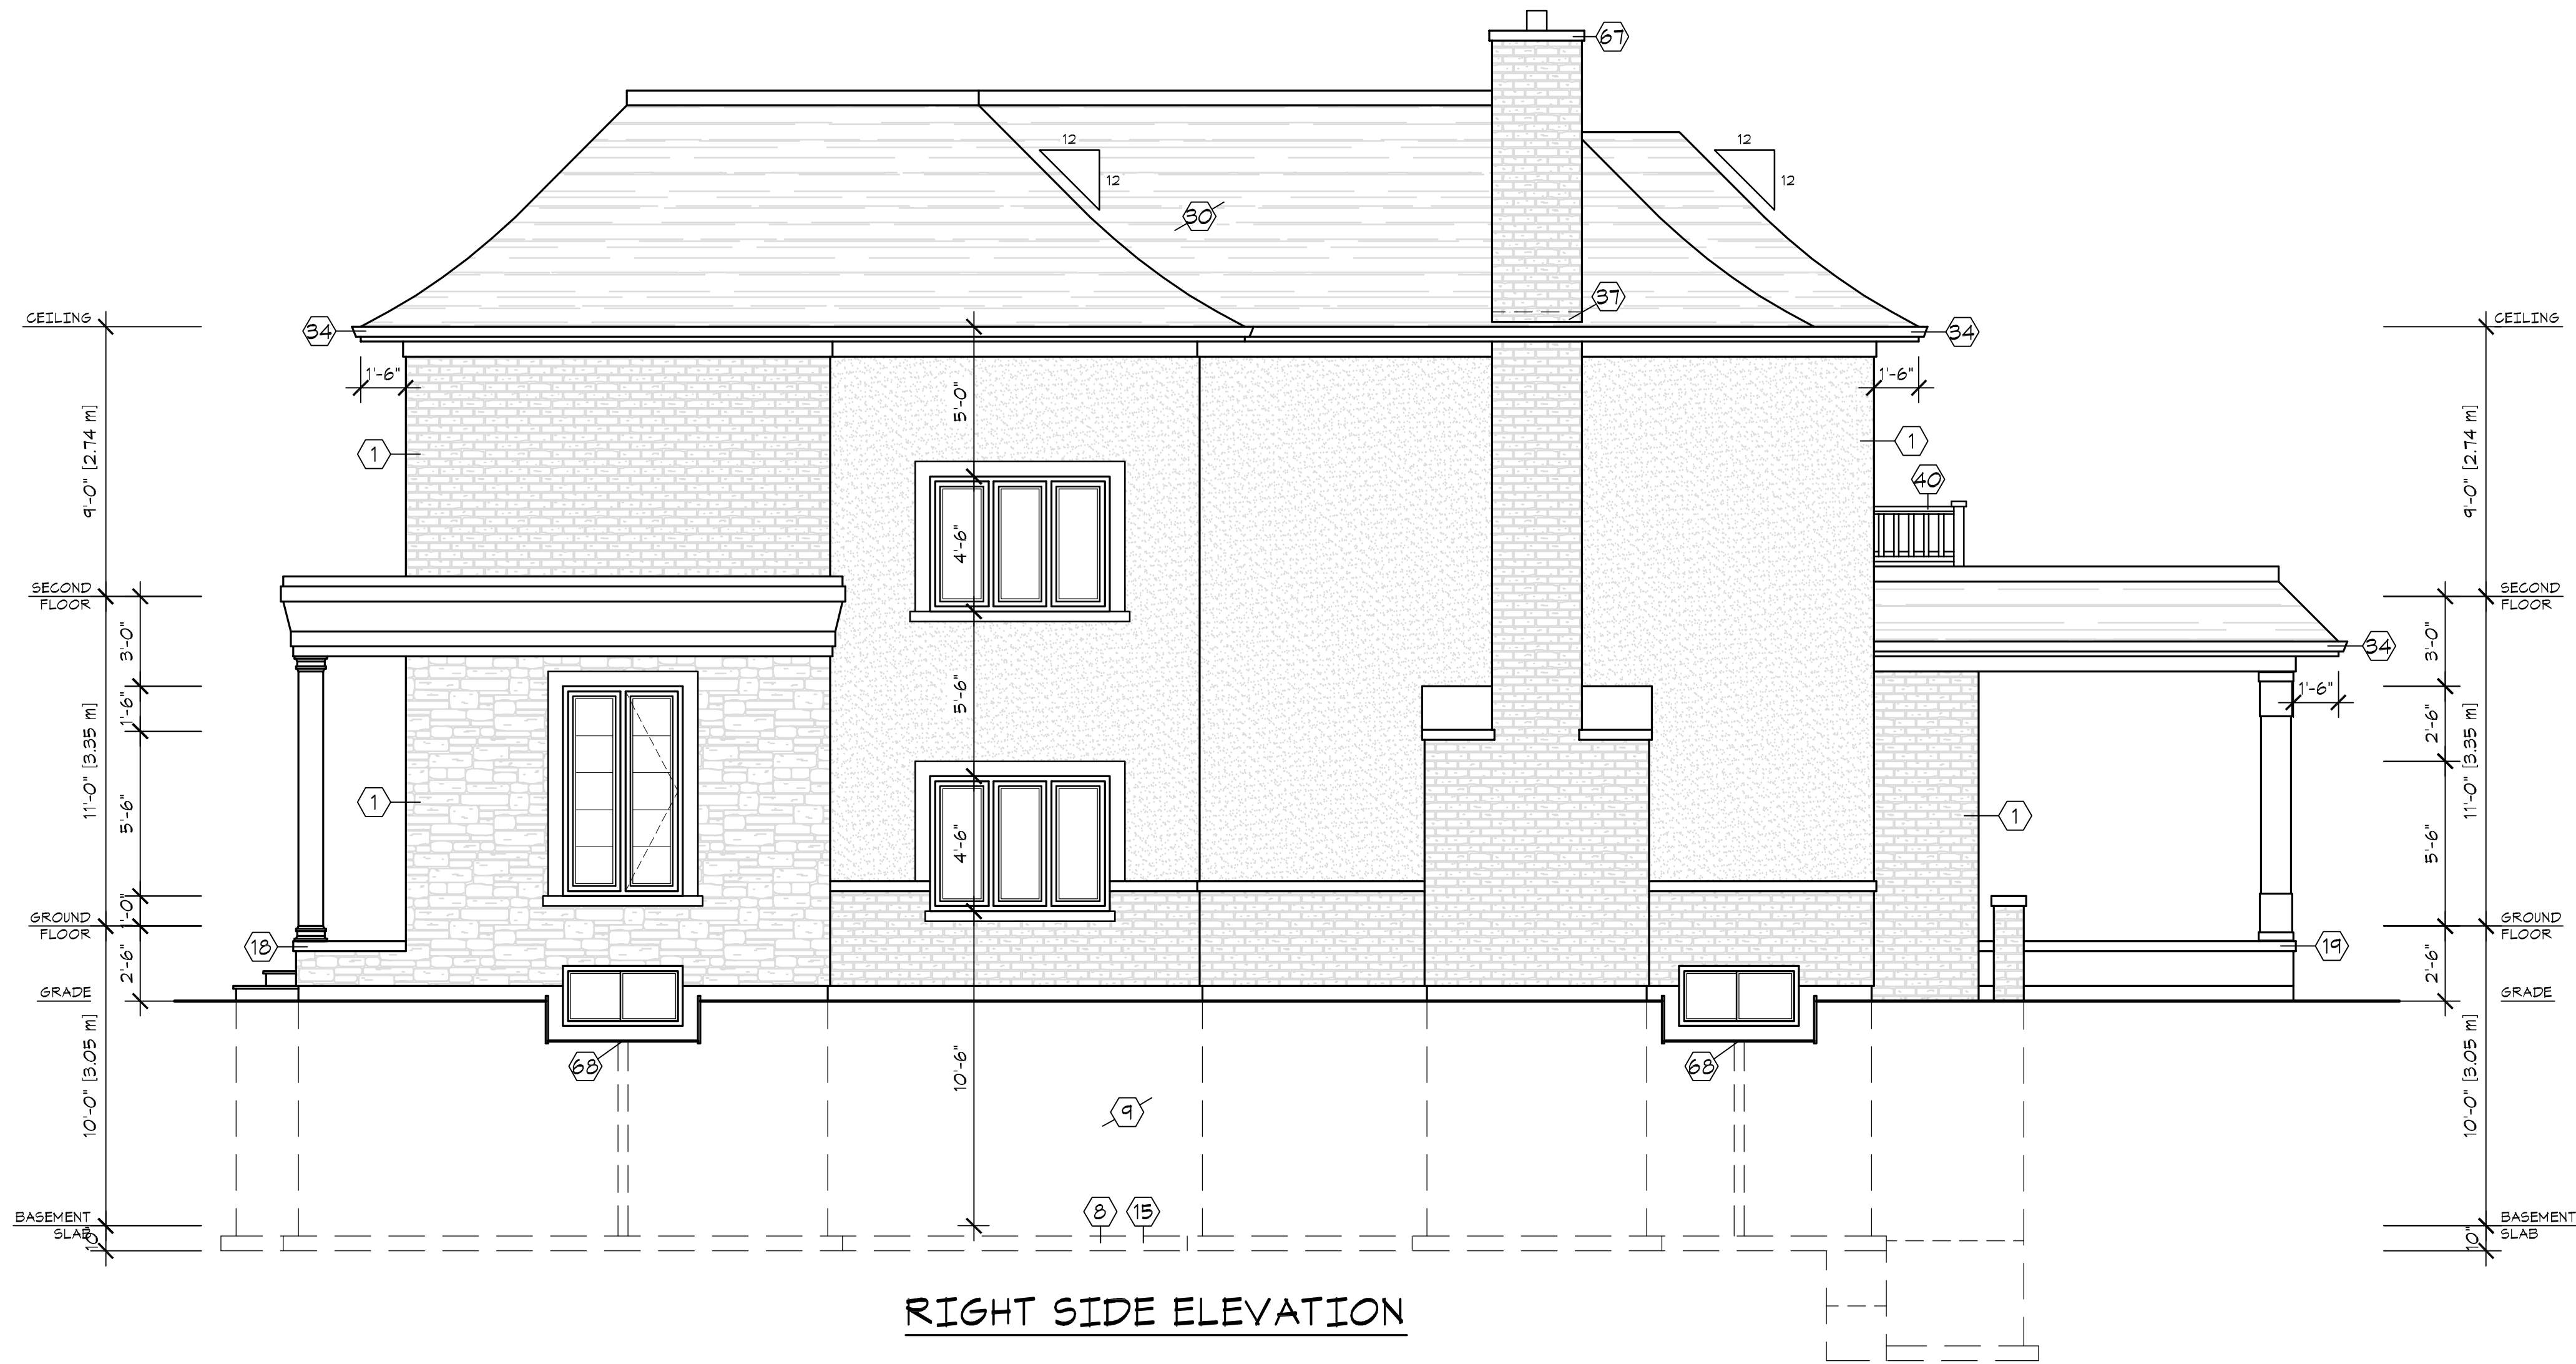 67
12
12
12
12
30
37
CEILING
34
34
CEILING
1'-6"
1'-6"
9'-0" [2.74 m]
5'-0"
9'-0" [2.74 m]
1
1
40
4'-6"
SECOND
FLOOR
SECOND
FLOOR
3'-0"
34
3'-0"
1'-6"
5'-6"
1'-6"
2'-6"
11'-0" [3.35 m]
11'-0" [3.35 m]
5'-6"
1
1
4'-6"
5'-6"
1'-0"
GROUND
FLOOR
GROUND
FLOOR
18
19
2'-6"
2'-6"
GRADE
GRADE
10'-0" [3.05 m]
68
10'-6"
68
10'-0" [3.05 m]
9
8
15
BASEMENT
SLAB
10"
BASEMENT
SLAB
10"
RIGHT SIDE ELEVATION